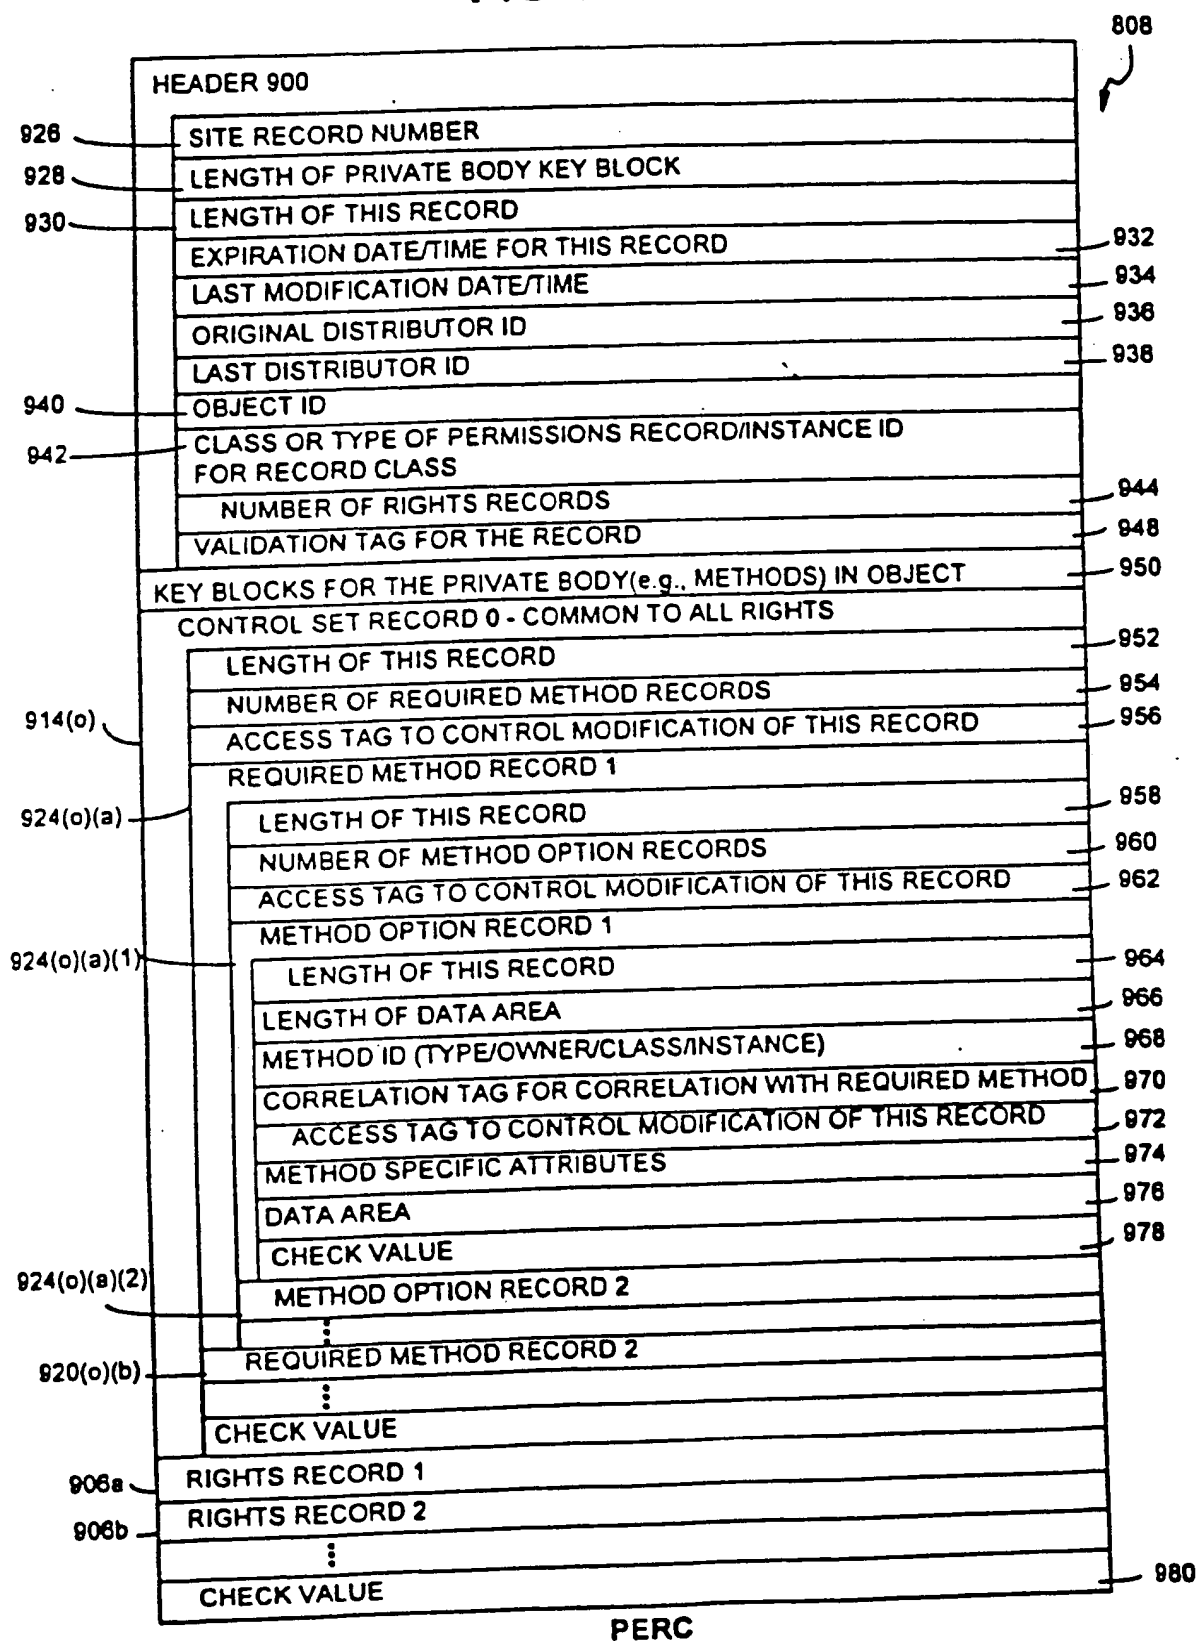 808
HEADER 900
926 SITE RECORD NUMBER
928 LENGTH OF PRIVATE BODY KEY BLOCK
930 LENGTH OF THIS RECORD
EXPIRATION DATE/TIME FOR THIS RECORD 932
LAST MODIFICATION DATE/TIME 934
ORIGINAL DISTRIBUTOR ID 936
LAST DISTRIBUTOR ID 938
940 OBJECT ID
942 CLASS OR TYPE OF PERMISSIONS RECORD/INSTANCE ID
FOR RECORD CLASS
NUMBER OF RIGHTS RECORDS 944
VALIDATION TAG FOR THE RECORD 948
KEY BLOCKS FOR THE PRIVATE BODY(e.g., METHODS) IN OBJECT 950
CONTROL SET RECORD 0 - COMMON TO ALL RIGHTS
LENGTH OF THIS RECORD 952
NUMBER OF REQUIRED METHOD RECORDS 954
914(o) ACCESS TAG TO CONTROL MODIFICATION OF THIS RECORD 956
REQUIRED METHOD RECORD 1
924(o)(a) LENGTH OF THIS RECORD 958
NUMBER OF METHOD OPTION RECORDS 960
ACCESS TAG TO CONTROL MODIFICATION OF THIS RECORD 962
METHOD OPTION RECORD 1
924(o)(a)(1) LENGTH OF THIS RECORD 964
LENGTH OF DATA AREA 966
METHOD ID (TYPE/OWNER/CLASS/INSTANCE) 968
CORRELATION TAG FOR CORRELATION WITH REQUIRED METHOD 970
ACCESS TAG TO CONTROL MODIFICATION OF THIS RECORD 972
METHOD SPECIFIC ATTRIBUTES 974
DATA AREA 976
CHECK VALUE 978
924(o)(a)(2) METHOD OPTION RECORD 2
920(o)(b) REQUIRED METHOD RECORD 2
CHECK VALUE
906a RIGHTS RECORD 1
906b RIGHTS RECORD 2
CHECK VALUE 980
PERC